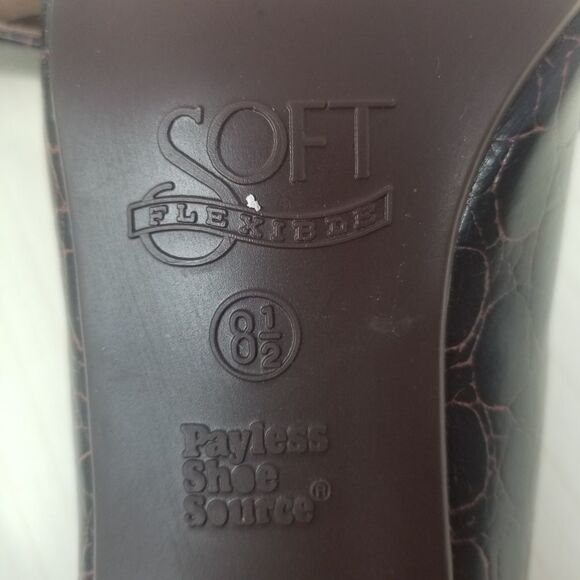 SOFT
FLEXIBLE
8 1/2
Payless
Shoe
Source®